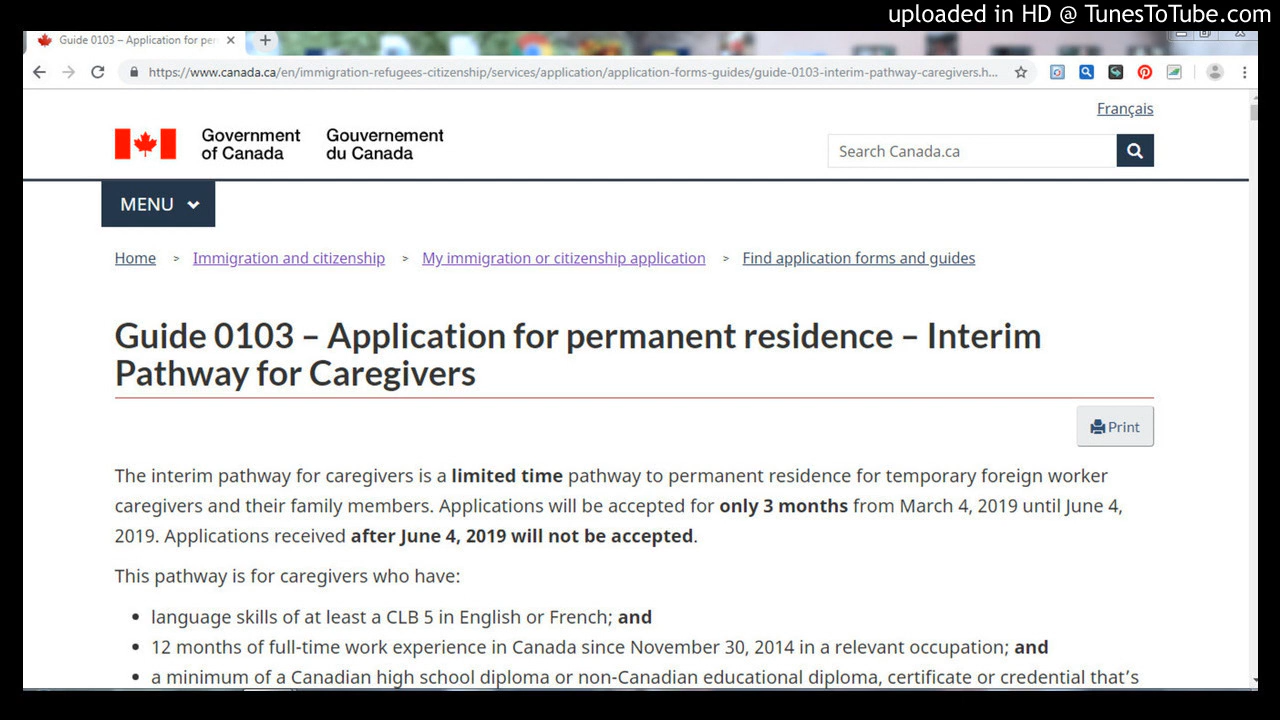 uploaded in HD @ TunesToTube.com
Guide 0103 – Application for per
https://www.canada.ca/en/immigration-refugees-citizenship/services/application/application-forms-guides/guide-0103-interim-pathway-caregivers.h...
Français
Government of Canada
Gouvernement du Canada
Search Canada.ca
MENU
Home > Immigration and citizenship > My immigration or citizenship application > Find application forms and guides
Guide 0103 – Application for permanent residence – Interim
Pathway for Caregivers
Print
The interim pathway for caregivers is a limited time pathway to permanent residence for temporary foreign worker
caregivers and their family members. Applications will be accepted for only 3 months from March 4, 2019 until June 4,
2019. Applications received after June 4, 2019 will not be accepted.
This pathway is for caregivers who have:
• language skills of at least a CLB 5 in English or French; and
• 12 months of full-time work experience in Canada since November 30, 2014 in a relevant occupation; and
• a minimum of a Canadian high school diploma or non-Canadian educational diploma, certificate or credential that's